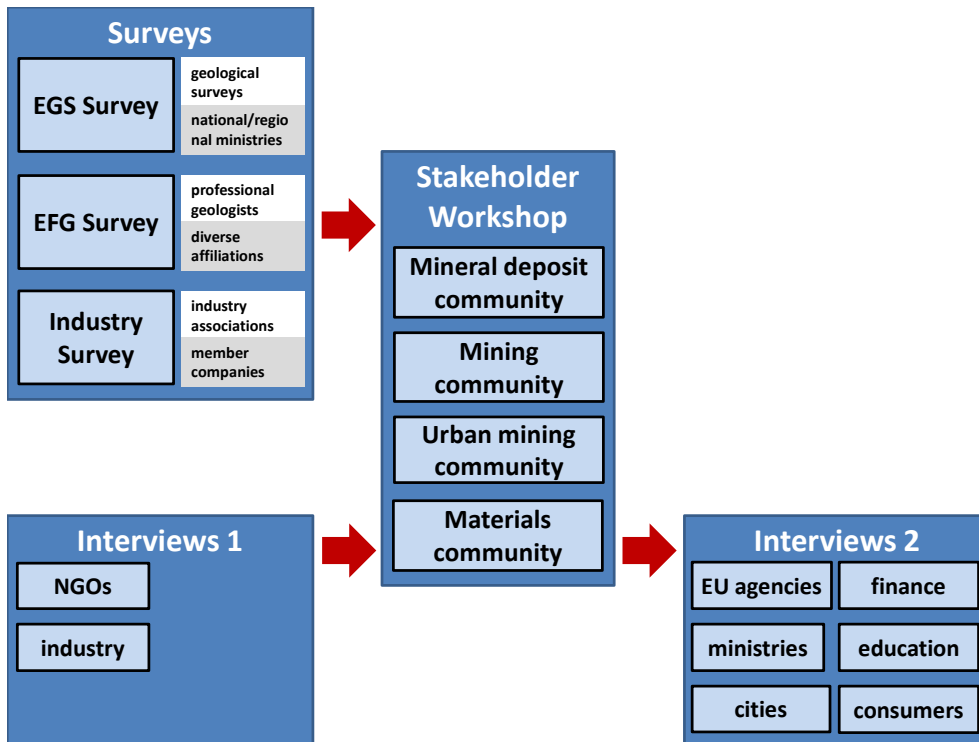 Surveys
EGS Survey
geological
surveys
national/regio
nal ministries
EFG Survey
professional
geologists
diverse
affiliations
Industry
Survey
industry
associations
member
companies
Stakeholder
Workshop
Mineral deposit
community
Mining
community
Urban mining
community
Materials
community
Interviews 1
NGOs
industry
Interviews 2
EU agencies
finance
ministries
education
cities
consumers